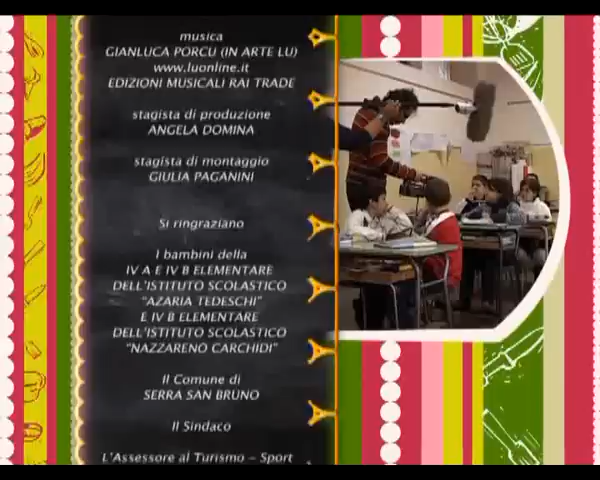 musica
GIANLUCA PORCU (IN ARTE LU)
www.luonline.it
EDIZIONI MUSICALI RAI TRADE
stagista di produzione
ANGELA DOMINA
stagista di montaggio
GIULIA PAGANINI
Si ringraziano
I bambini della
IV A E IV B ELEMENTARE
DELL'ISTITUTO SCOLASTICO
"AZARIA TEDESCHI"
E IV B ELEMENTARE
DELL'ISTITUTO SCOLASTICO
"NAZZARENO CARCHIDI"
Il Comune di
SERRA SAN BRUNO
Il Sindaco
L'Assessore al Turismo – Sport